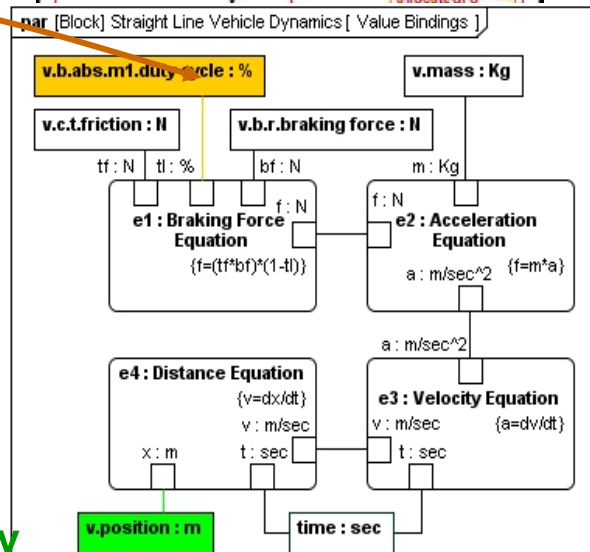 par [Block] Straight Line Vehicle Dynamics [ Value Bindings ]
v.b.abs.m1.duty cycle : %
v.mass : Kg
v.c.t.friction : N
v.b.r.braking force : N
tf : N
tl : %
bf : N
m : Kg
f : N
f : N
e1 : Braking Force
Equation
{f=(tf*bf)*(1-tl)}
e2 : Acceleration
Equation
a : m/sec^2
{f=m*a}
a : m/sec^2
e4 : Distance Equation
{v=dx/dt}
v : m/sec
x : m
t : sec
e3 : Velocity Equation
v : m/sec
{a=dv/dt}
t : sec
v.position : m
time : sec
y